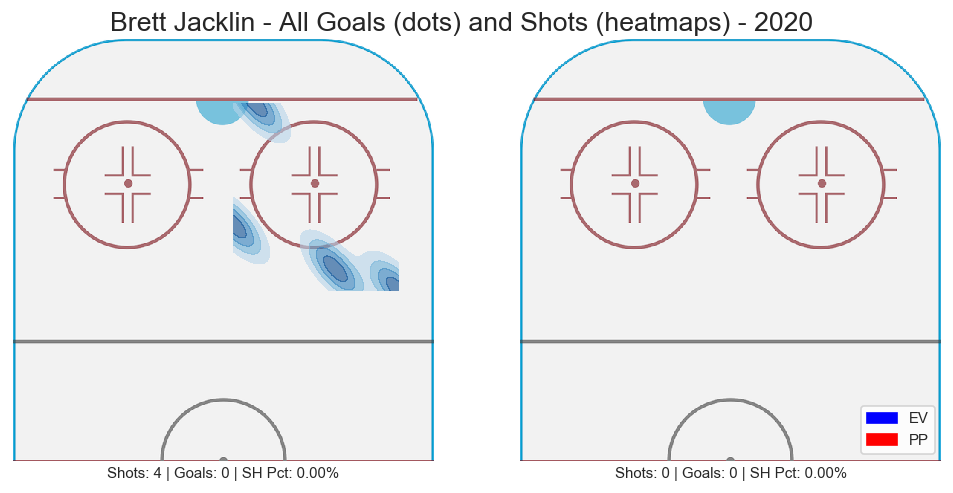 Brett Jacklin - All Goals (dots) and Shots (heatmaps) - 2020
EV
PP
Shots: 4 | Goals: 0 | SH Pct: 0.00%
Shots: 0 | Goals: 0 | SH Pct: 0.00%